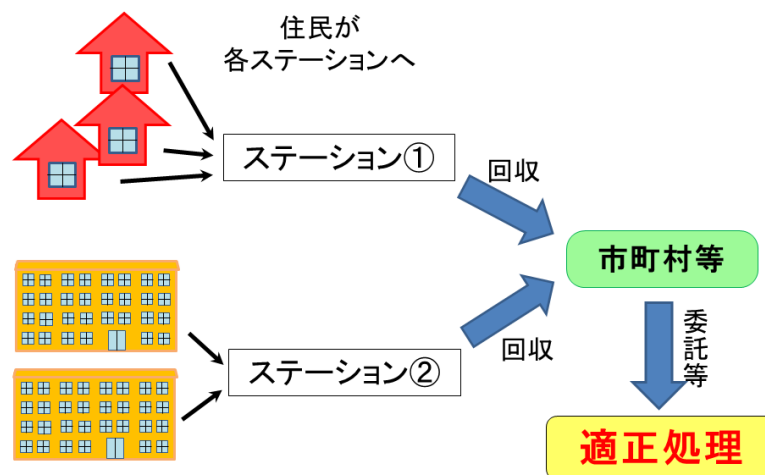 住民が
各ステーションへ
ステーション①
回収
市町村等
回収
ステーション②
委託等
適正処理